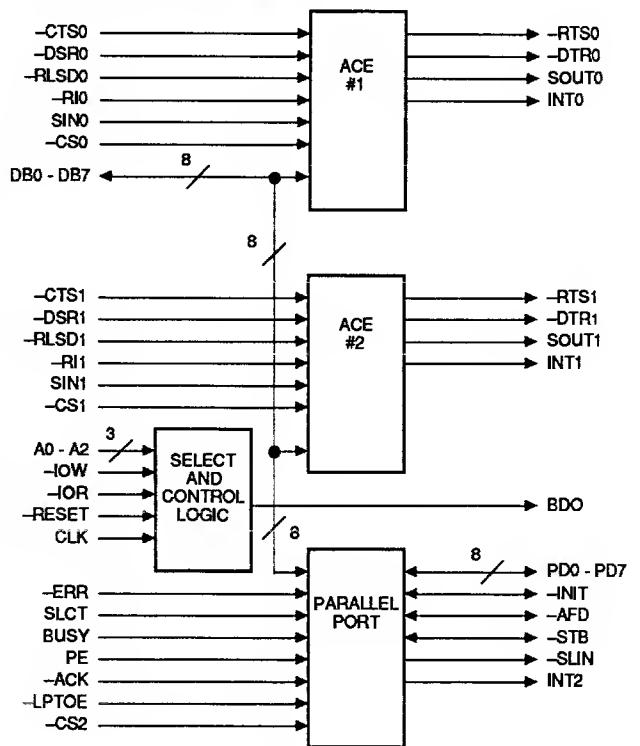 –CTS0
–DSR0
–RLSD0
–RI0
SIN0
–CS0
DB0 - DB7
8
ACE
#1
–RTS0
–DTR0
SOUT0
INT0
8
–CTS1
–DSR1
–RLSD1
–RI1
SIN1
–CS1
ACE
#2
–RTS1
–DTR1
SOUT1
INT1
A0 - A2
3
–IOW
–IOR
–RESET
CLK
SELECT
AND
CONTROL
LOGIC
BDO
8
–ERR
SLCT
BUSY
PE
–ACK
–LPTOE
–CS2
PARALLEL
PORT
8
PD0 - PD7
–INIT
–AFD
–STB
–SLIN
INT2